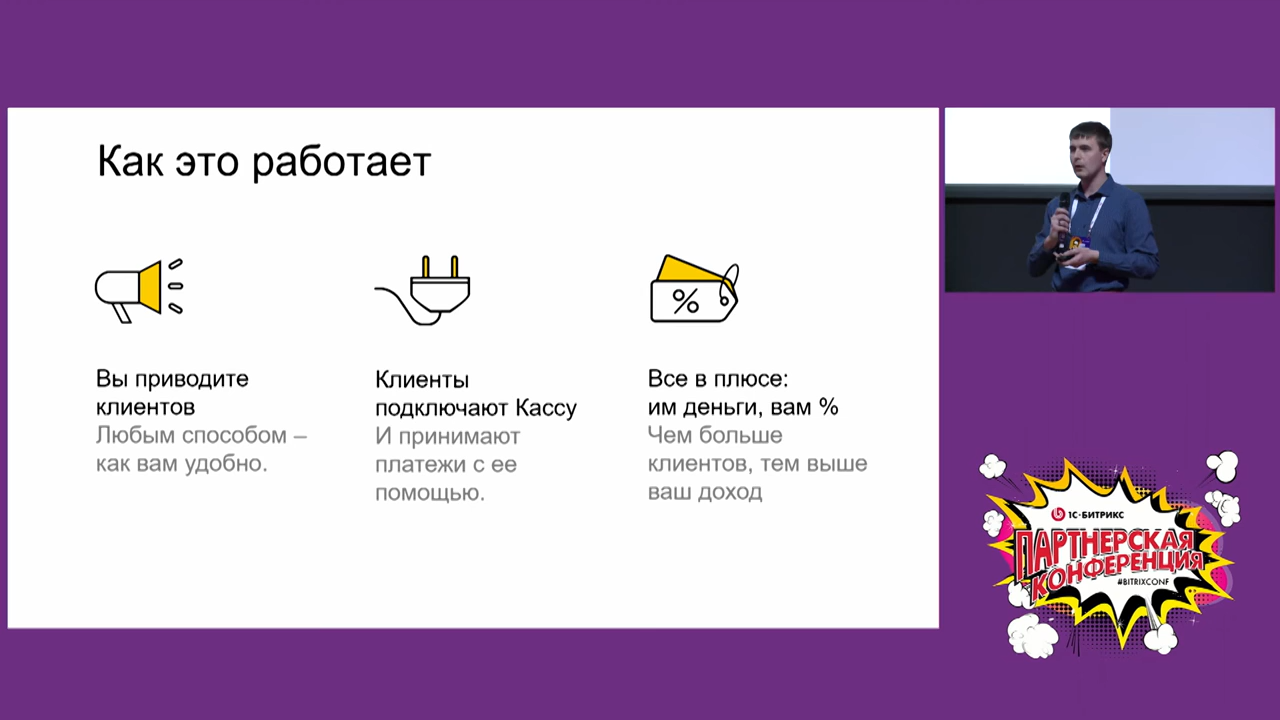 Как это работает
Вы приводите
клиентов
Любым способом –
как вам удобно.
Клиенты
подключают Кассу
И принимают
платежи с ее
помощью.
%
Все в плюсе:
им деньги, вам %
Чем больше
клиентов, тем выше
ваш доход
1С-БИТРИКС
ПАРТНЕРСКАЯ
КОНФЕРЕНЦИЯ
#BITRIXCONF